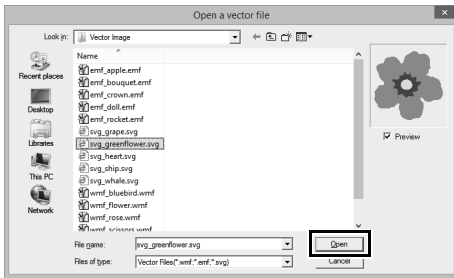 Open a vector file
Look in:
Vector Image
Recent places
Desktop
Libraries
This PC
Network
Name
emf_apple.emf
emf_bouquet.emf
emf_crown.emf
emf_doll.emf
emf_rocket.emf
svg_grape.svg
svg_greenflower.svg
svg_heart.svg
svg_ship.svg
svg_whale.svg
wmf_bluebird.wmf
wmf_flower.wmf
wmf_rose.wmf
wmf_scissors.wmf
Preview
File name:
svg_greenflower.svg
Open
Files of type:
Vector Files(*.wmf;*.emf;*.svg)
Cancel